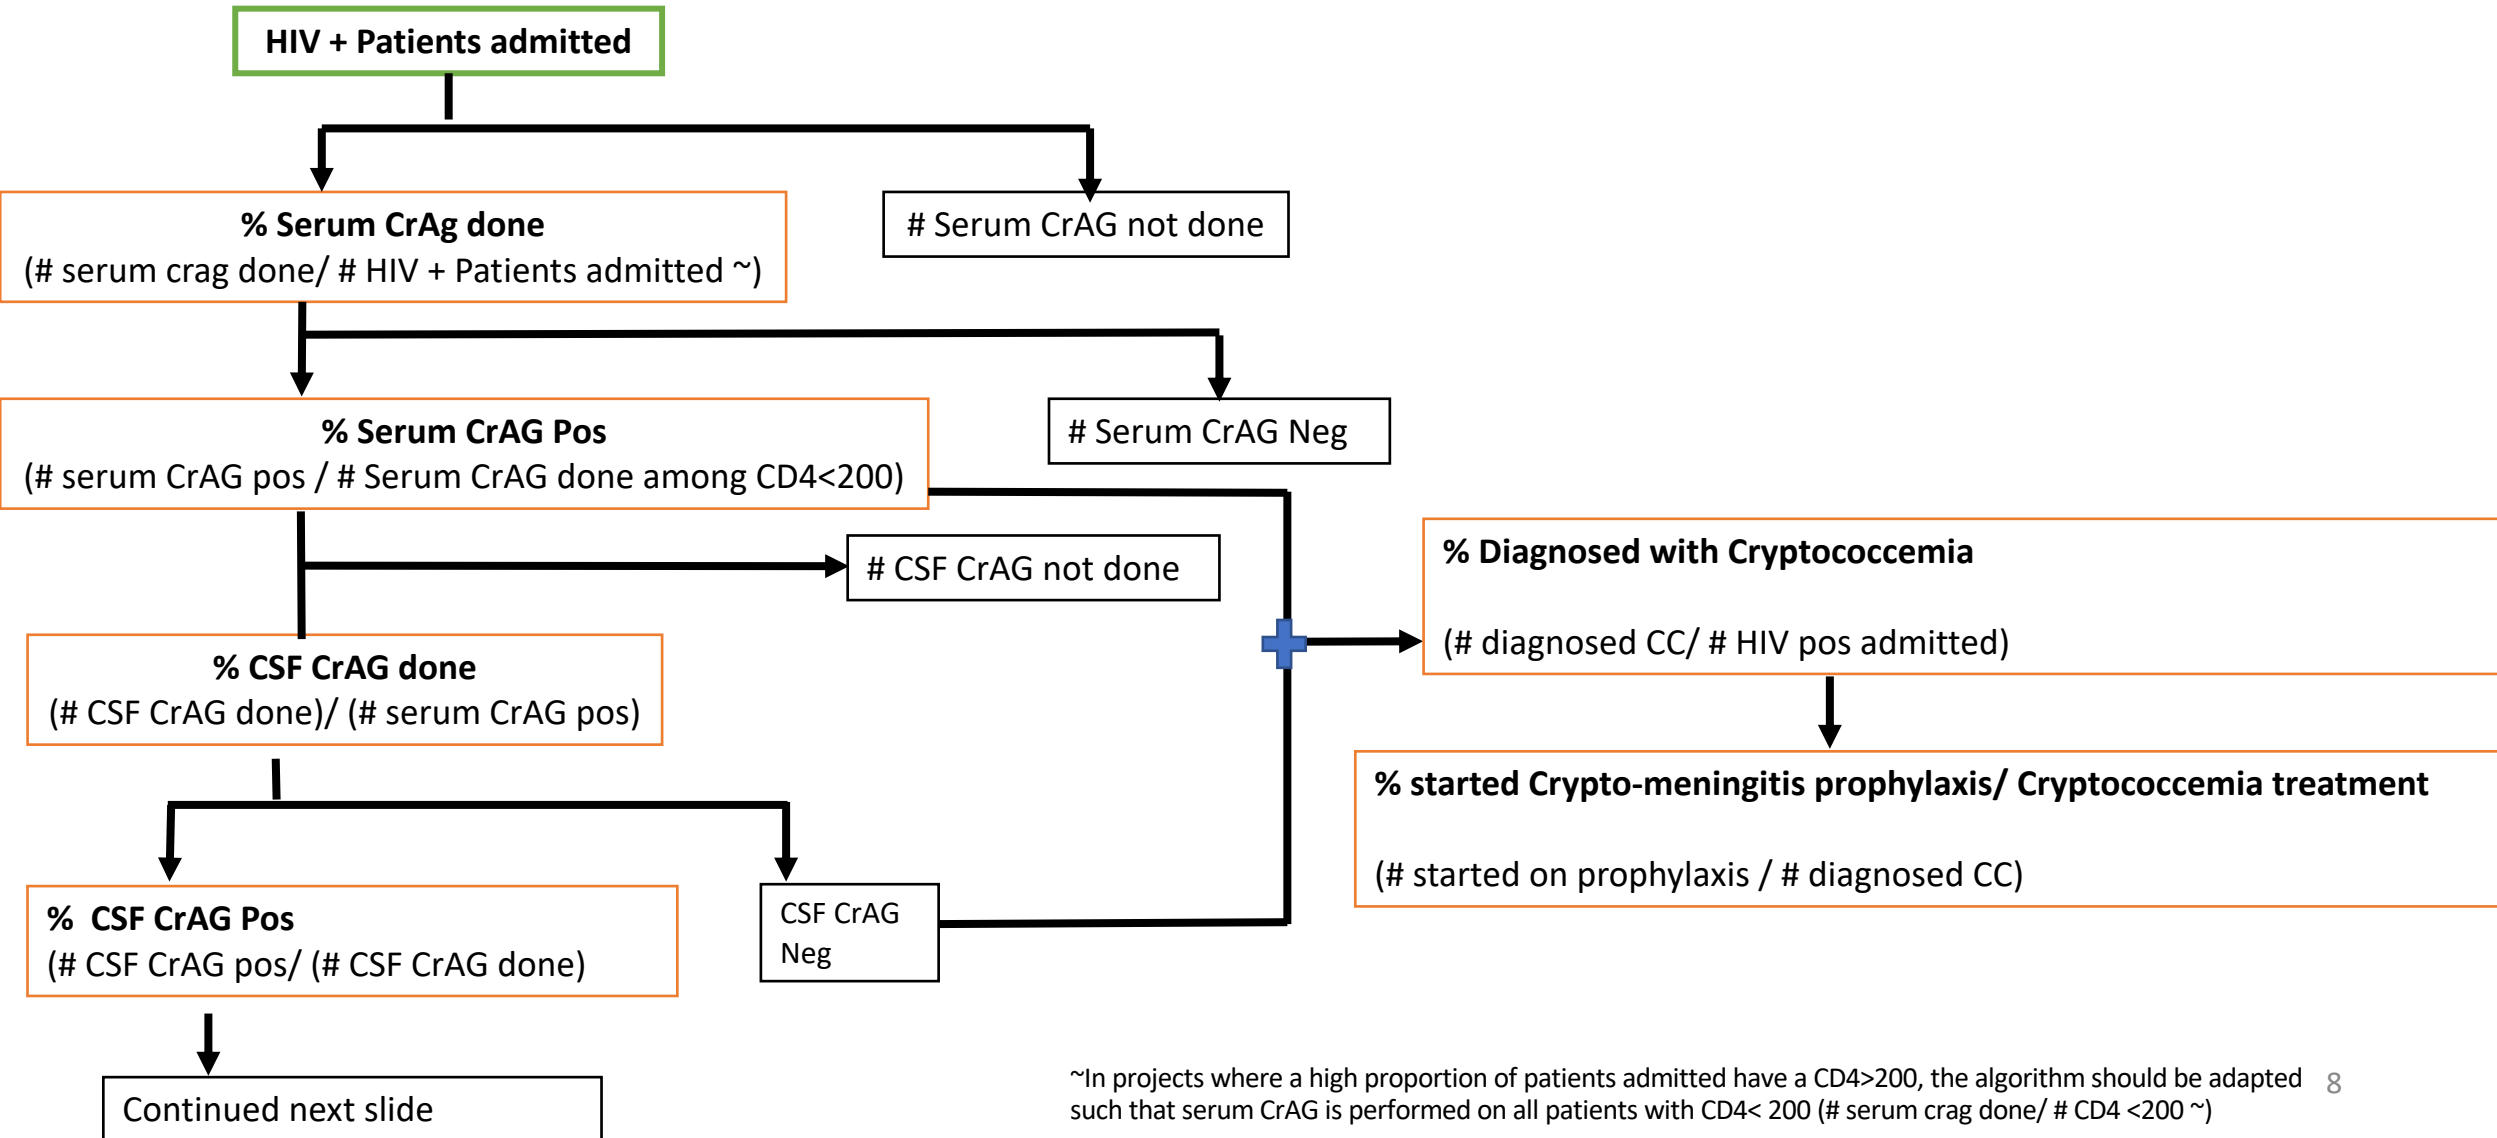 HIV + Patients admitted
% Serum CrAg done
(# serum crag done/ # HIV + Patients admitted ~)
# Serum CrAG not done
% Serum CrAG Pos
(# serum CrAG pos / # Serum CrAG done among CD4<200)
# Serum CrAG Neg
# CSF CrAG not done
% Diagnosed with Cryptococcemia
(# diagnosed CC/ # HIV pos admitted)
% CSF CrAG done
(# CSF CrAG done)/ (# serum CrAG pos)
% started Crypto-meningitis prophylaxis/ Cryptococcemia treatment
(# started on prophylaxis / # diagnosed CC)
% CSF CrAG Pos
(# CSF CrAG pos/ (# CSF CrAG done)
CSF CrAG
Neg
Continued next slide
~In projects where a high proportion of patients admitted have a CD4>200, the algorithm should be adapted
such that serum CrAG is performed on all patients with CD4< 200 (# serum crag done/ # CD4 <200 ~)
8